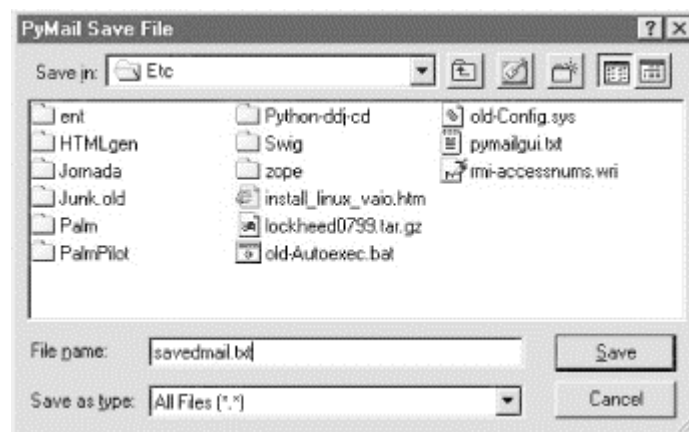 PyMail Save File
Save in: Etc
ent
HTMLgen
Jornada
Junk.old
Palm
PalmPilot
Python-ddj-cd
Swig
zope
install_linux_vaio.htm
lockheed0799.tar.gz
old-Autoexec.bat
old-Config.sys
pymailgui.txt
rmi-accessnums.wri
File name: savedmail.txt
Save
Save as type: All Files (*.*)
Cancel